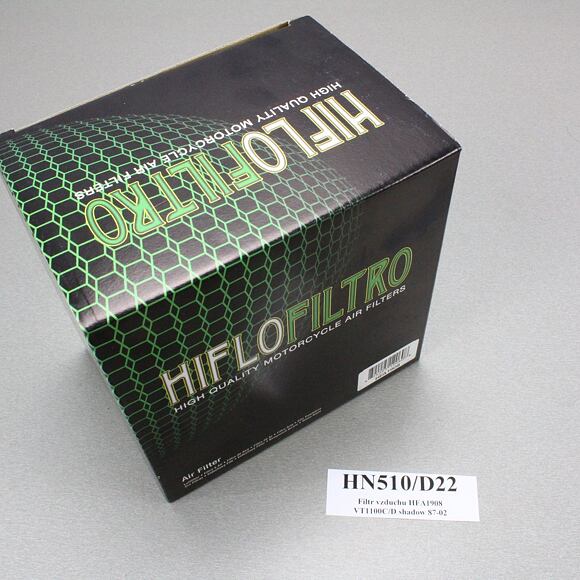 HIFLOFILTRO
HIGH QUALITY MOTORCYCLE AIR FILTERS
HIFLOFILTRO
HIGH QUALITY MOTORCYCLE AIR FILTERS
Air Filter
HN510/D22
Filtr vzduchu HFA1908
VT1100C/D shadow 87-02